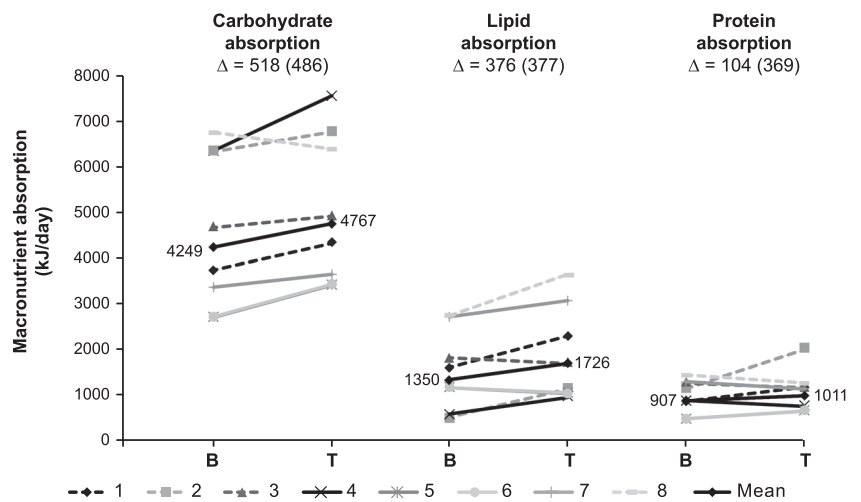 Carbohydrate
absorption
Δ = 518 (486)
Lipid
absorption
Δ = 376 (377)
Protein
absorption
Δ = 104 (369)
Macronutrient absorption
(kJ/day)
8000
7000
6000
5000
4000
3000
2000
1000
0
4249
4767
1350
1726
907
1011
B T B T B T
1 2 3 4 5 6 7 8 Mean